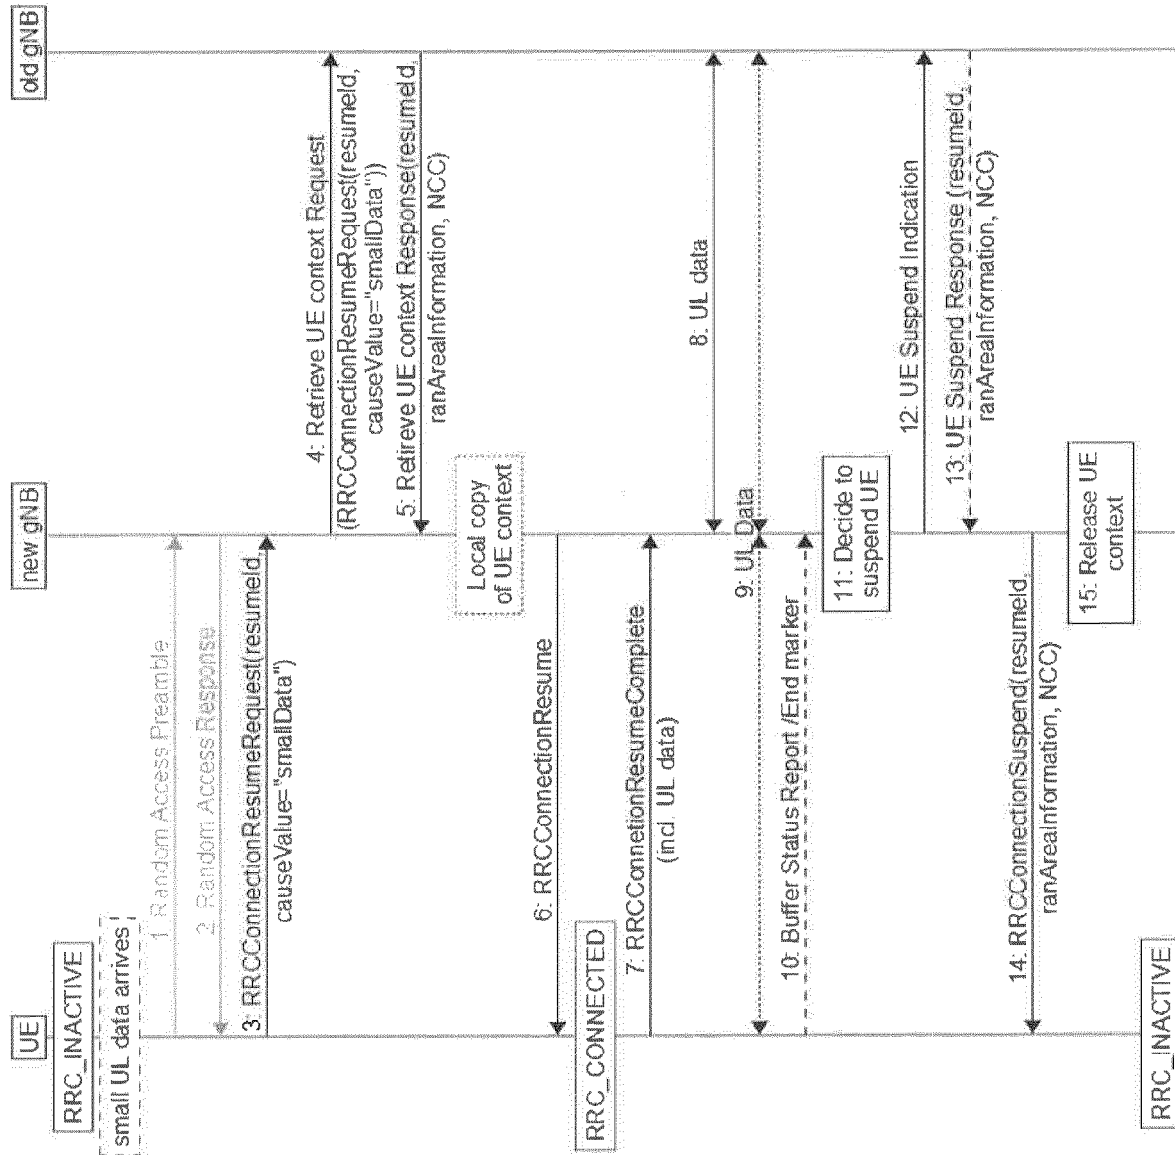 UE
new gNB
old gNB
RRC_INACTIVE
small UL data arrives
1 Random Access Preamble
2 Random Access Response
3: RRCConnectionResumeRequest(resumeId,
causeValue="smallData")
4: Retrieve UE context Request
(RRCConnectionResumeRequest(resumeId,
causeValue="smallData"))
5: Retireve UE context Response(resumeId,
ranAreaInformation, NCC)
Local copy
of UE context
6: RRCConnectionResume
RRC_CONNECTED
7: RRCConnetionResumeComplete
(incl. UL data)
8: UL data
9: UL Data
10: Buffer Status Report /End marker
11: Decide to
suspend UE
12: UE Suspend Indication
13: UE Suspend Response (resumeid,
ranAreaInformation, NCC)
14: RRCConnectionSuspend(resumeId,
ranAreaInformation, NCC)
15: Release UE
context
RRC_INACTIVE